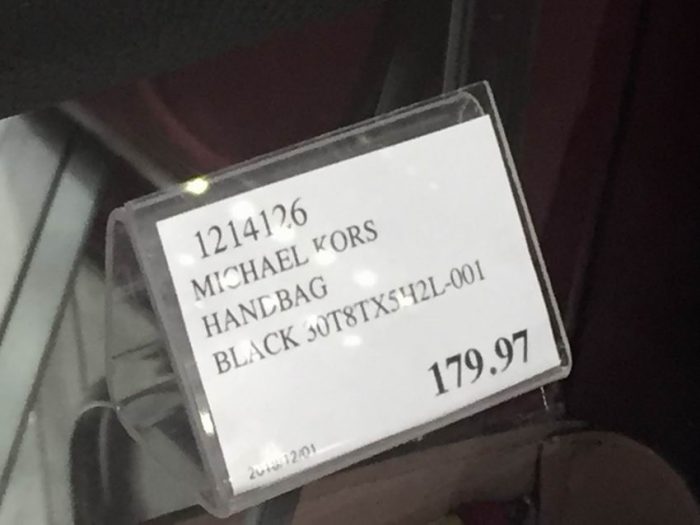 1214126
MICHAEL KORS
HANDBAG
BLACK 30T8TX5H2L-001
179.97